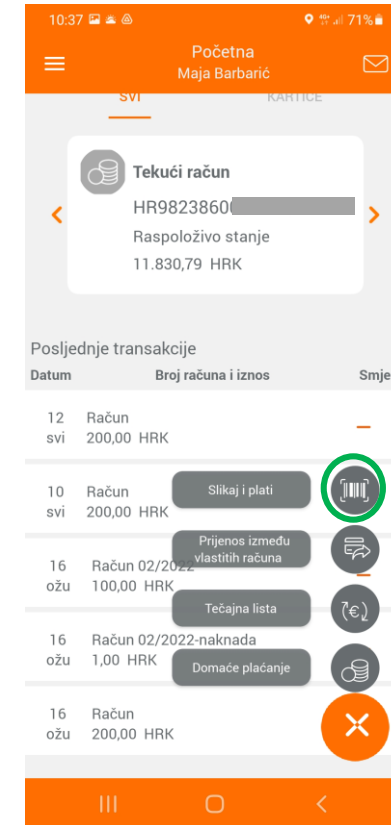 10:37 71%
Početna
Maja Barbarić
SVI KARTICE
Tekući račun
HR98238600
Raspoloživo stanje
11.830,79 HRK
Posljednje transakcije
Datum Broj računa i iznos Smje
12 Račun
svi 200,00 HRK
10 Račun
svi 200,00 HRK
Slikaj i plati
Prijenos između
vlastitih računa
16 Račun 02/2022
ožu 100,00 HRK
Tečajna lista
16 Račun 02/2022-naknada
ožu 1,00 HRK
Domaće plaćanje
16 Račun
ožu 200,00 HRK